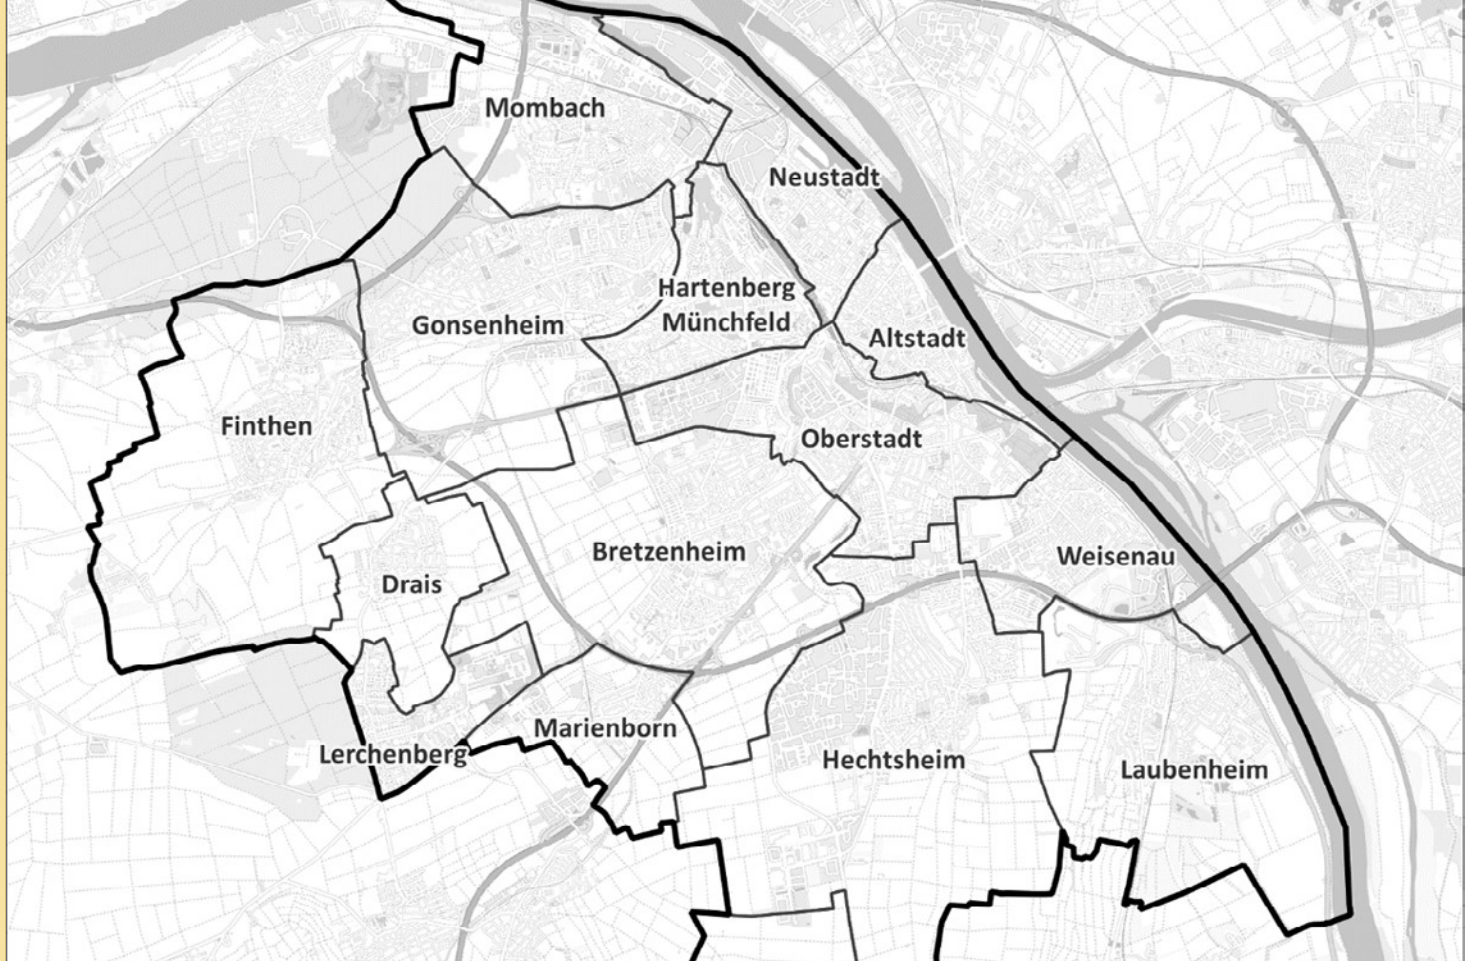 Mombach
Neustadt
Hartenberg
Münchfeld
Gonsenheim
Altstadt
Finthen
Oberstadt
Bretzenheim
Weisenau
Drais
Marienborn
Lerchenberg
Hechtsheim
Laubenheim